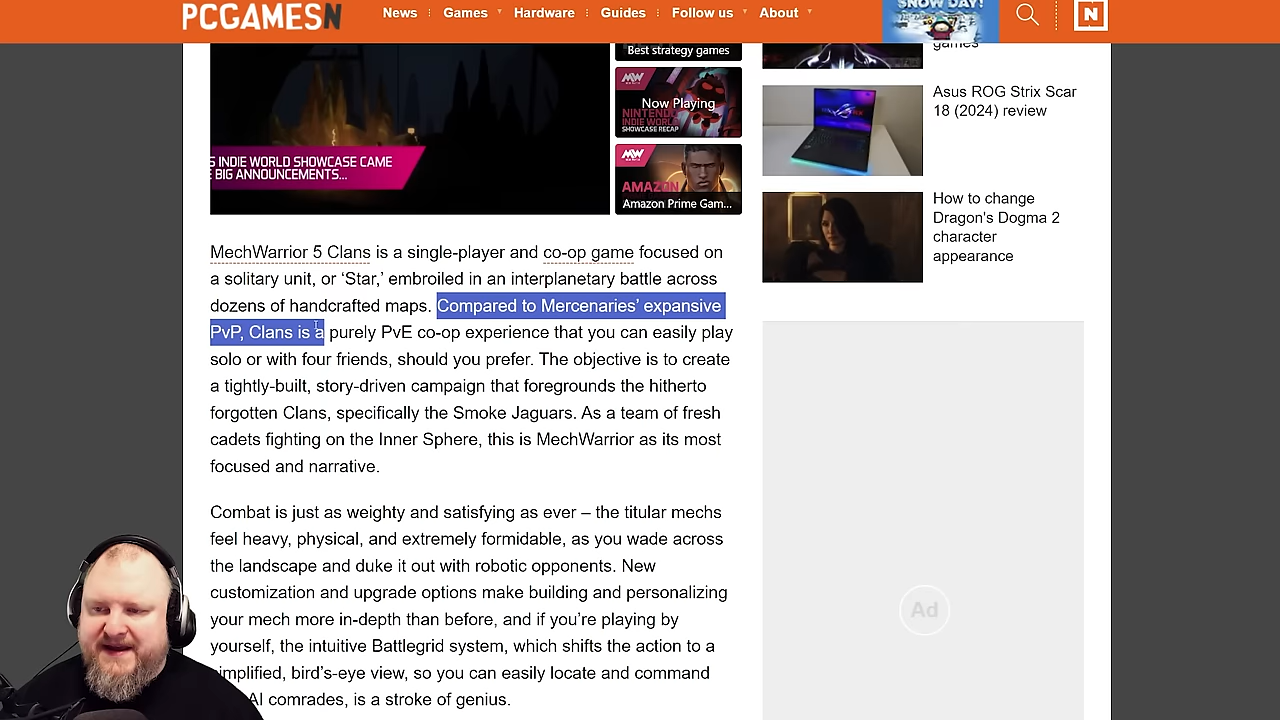 PCGAMESN
News
Games
Hardware
Guides
Follow us
About
SNOW DAY!
N
Best strategy games
MW
Now Playing
NINTENDO
INDIE WORLD
SHOWCASE RECAP
MW
AMAZON
Amazon Prime Gam...
S INDIE WORLD SHOWCASE CAME
E BIG ANNOUNCEMENTS...
games
Asus ROG Strix Scar
18 (2024) review
How to change
Dragon's Dogma 2
character
appearance
MechWarrior 5 Clans is a single-player and co-op game focused on
a solitary unit, or ‘Star,’ embroiled in an interplanetary battle across
dozens of handcrafted maps. Compared to Mercenaries’ expansive
PvP, Clans is a purely PvE co-op experience that you can easily play
solo or with four friends, should you prefer. The objective is to create
a tightly-built, story-driven campaign that foregrounds the hitherto
forgotten Clans, specifically the Smoke Jaguars. As a team of fresh
cadets fighting on the Inner Sphere, this is MechWarrior as its most
focused and narrative.
Combat is just as weighty and satisfying as ever – the titular mechs
feel heavy, physical, and extremely formidable, as you wade across
the landscape and duke it out with robotic opponents. New
customization and upgrade options make building and personalizing
your mech more in-depth than before, and if you’re playing by
yourself, the intuitive Battlegrid system, which shifts the action to a
implified, bird’s-eye view, so you can easily locate and command
AI comrades, is a stroke of genius.
Ad